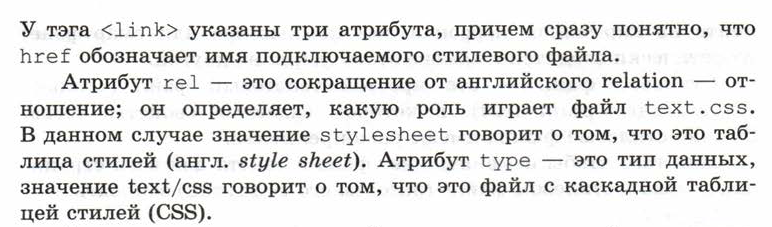 У тэга <link> указаны три атрибута, причем сразу понятно, что
href обозначает имя подключаемого стилевого файла.
Атрибут rel — это сокращение от английского relation — от-
ношение; он определяет, какую роль играет файл text.css.
В данном случае значение stylesheet говорит о том, что это таб-
лица стилей (англ. style sheet). Атрибут type — это тип данных,
значение text/css говорит о том, что это файл с каскадной табли-
цей стилей (CSS).